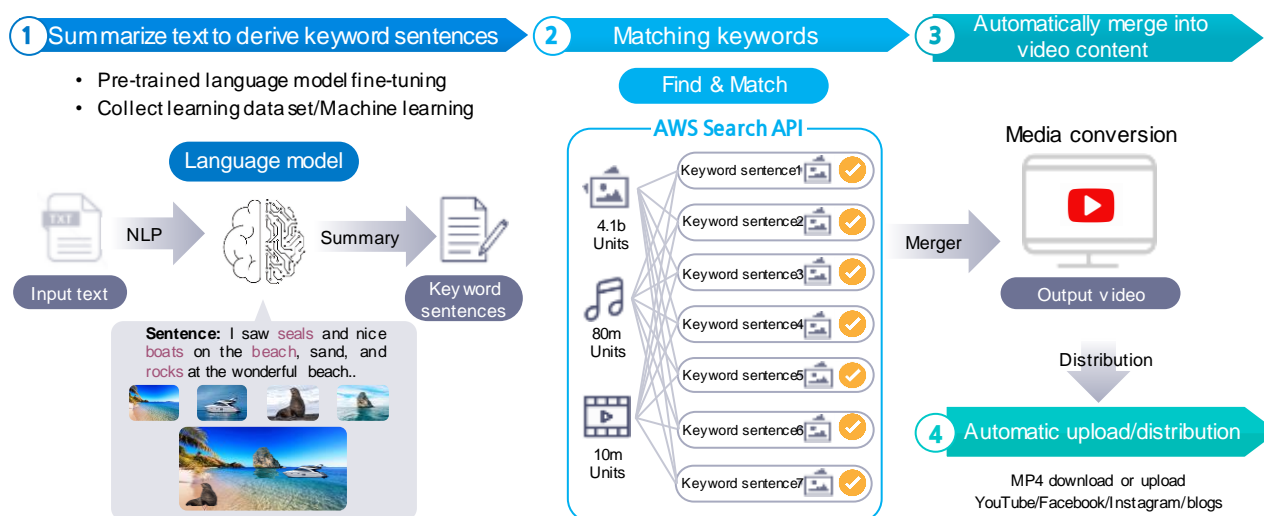 1 Summarize text to derive keyword sentences
• Pre-trained language model fine-tuning
• Collect learning data set/Machine learning
Language model
TXT
NLP
Summary
Input text
Keyword
sentences
Sentence: I saw seals and nice
boats on the beach, sand, and
rocks at the wonderful beach..
2 Matching keywords
Find & Match
AWS Search API
4.1b
Units
80m
Units
10m
Units
Keyword sentence1
Keyword sentence2
Keyword sentence3
Keyword sentence4
Keyword sentence5
Keyword sentence6
Keyword sentence7
Merger
3 Automatically merge into
video content
Media conversion
Output video
Distribution
4 Automatic upload/distribution
MP4 download or upload
YouTube/Facebook/Instagram/blogs